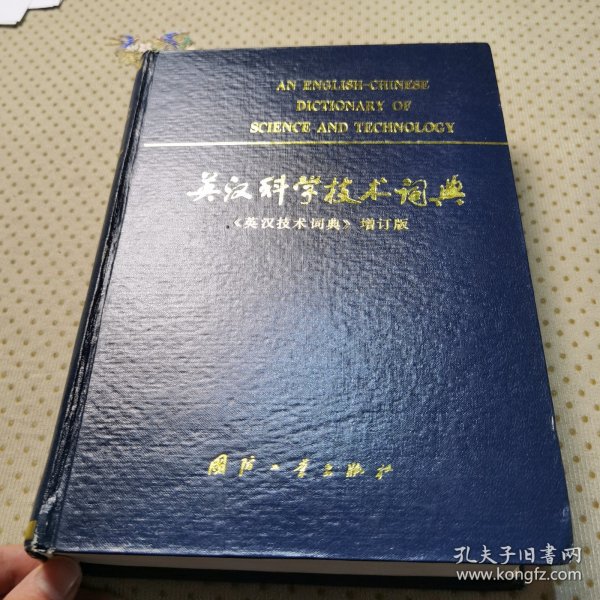 AN ENGLISH-CHINESE
DICTIONARY OF
SCIENCE AND TECHNOLOGY
英汉科学技术词典
《英汉技术词典》增订版
国防工业出版社
孔夫子旧书网
www.kongfz.com